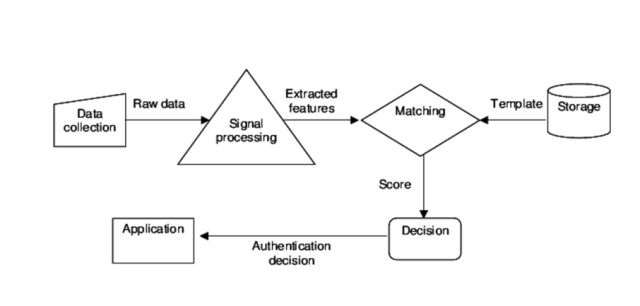 Data
collection
Raw data
Signal
processing
Extracted
features
Matching
Template
Storage
Score
Decision
Authentication
decision
Application